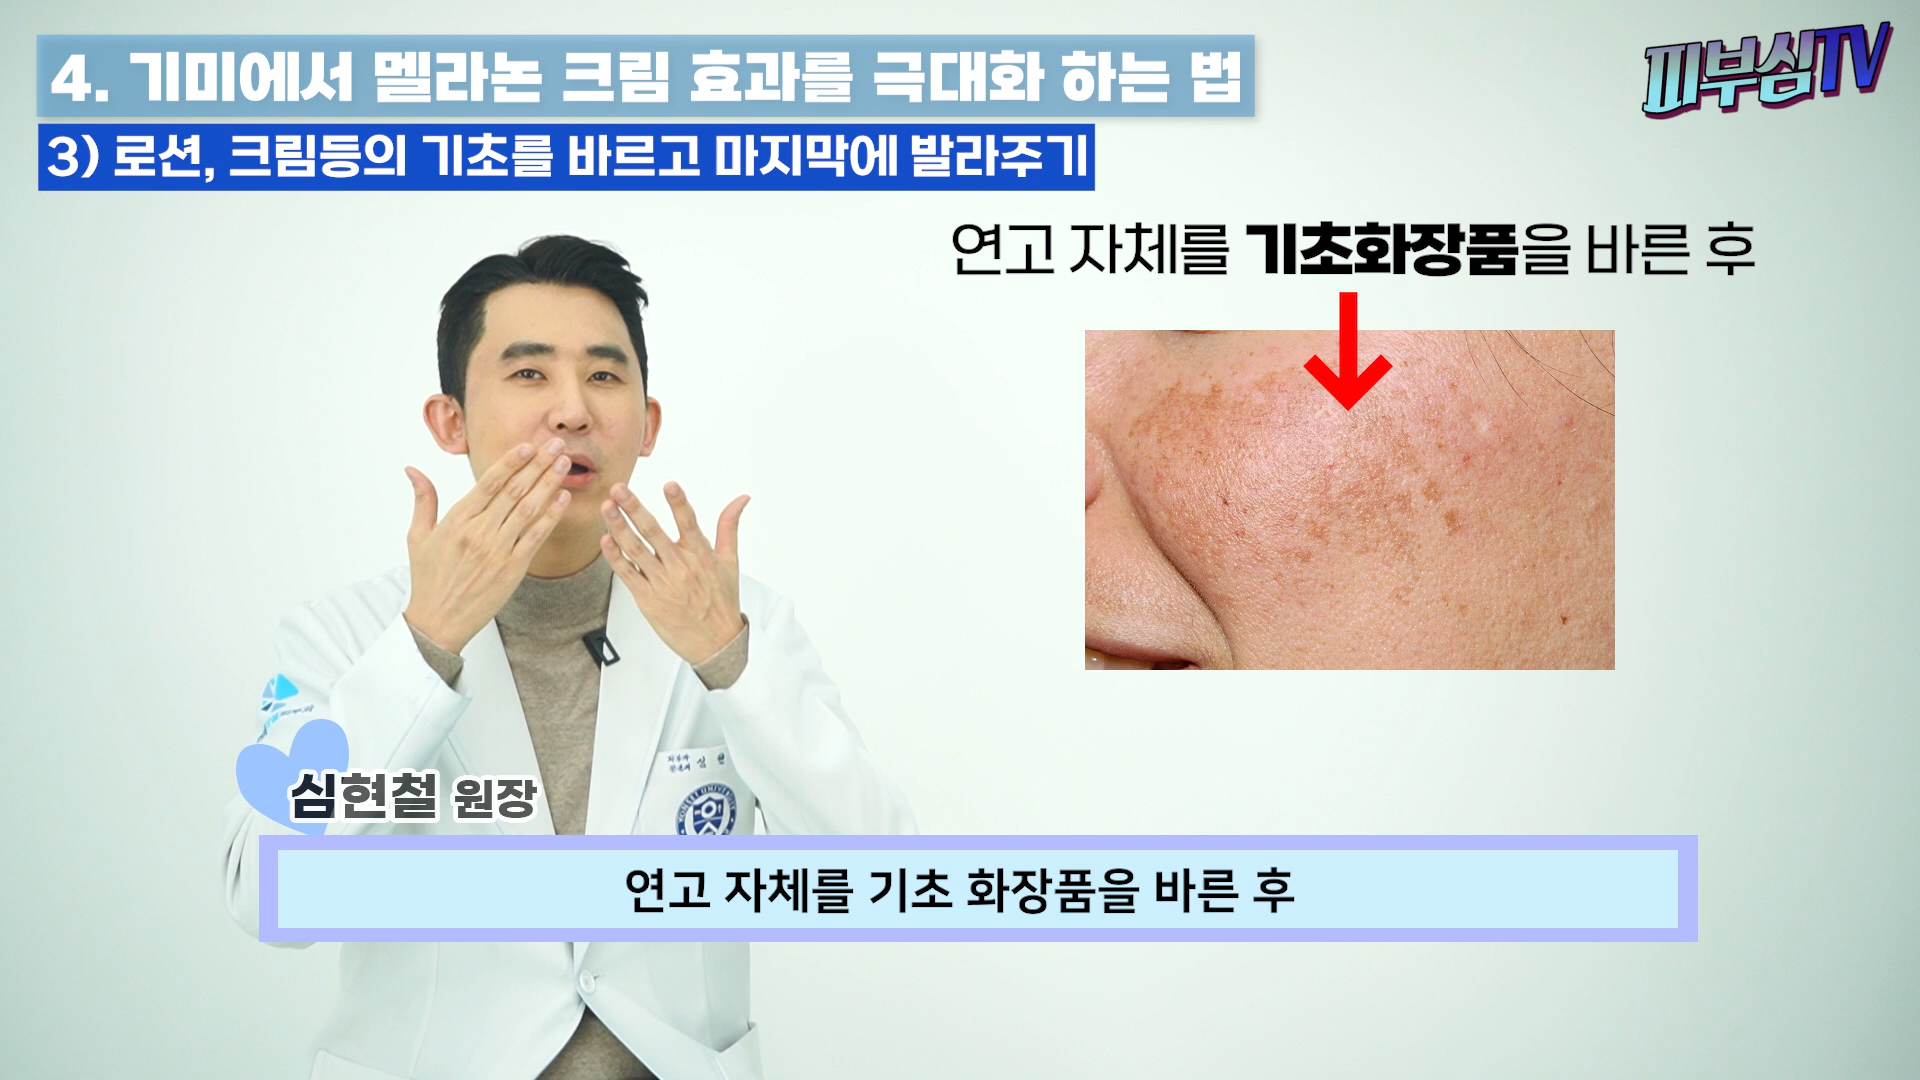 4. 기미에서 멜라논 크림 효과를 극대화 하는 법
피부심TV
3) 로션, 크림등의 기초를 바르고 마지막에 발라주기
연고 자체를 기초화장품을 바른 후
심현철 원장
연고 자체를 기초 화장품을 바른 후